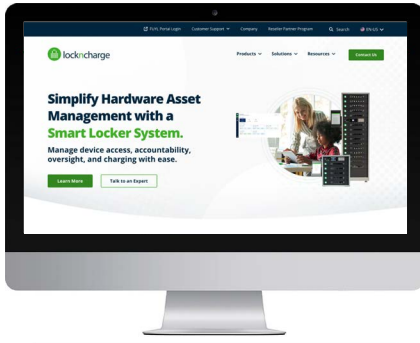 FUYL Portal Login Customer Support Company Reseller Partner Program Search EN-US
lockncharge
Products Solutions Resources Contact Us
Simplify Hardware Asset
Management with a
Smart Locker System.
Manage device access, accountability,
oversight, and charging with ease.
Learn More Talk to an Expert